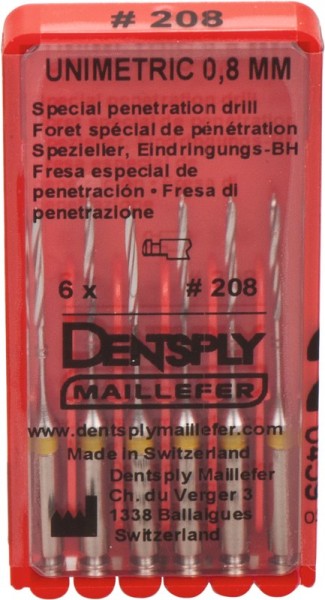 # 208
UNIMETRIC 0,8 MM
Special penetration drill
Foret spécial de pénétration
Spezieller, Eindringungs-BH
Fresa especial de
penetración • Fresa di
penetrazione
6 x # 208
DENTSPLY
MAILLEFER
www.dentsplymaillefer.com
Made in Switzerland
Dentsply Maillefer
Ch. du Verger 3
1338 Ballaigues
Switzerland
0459